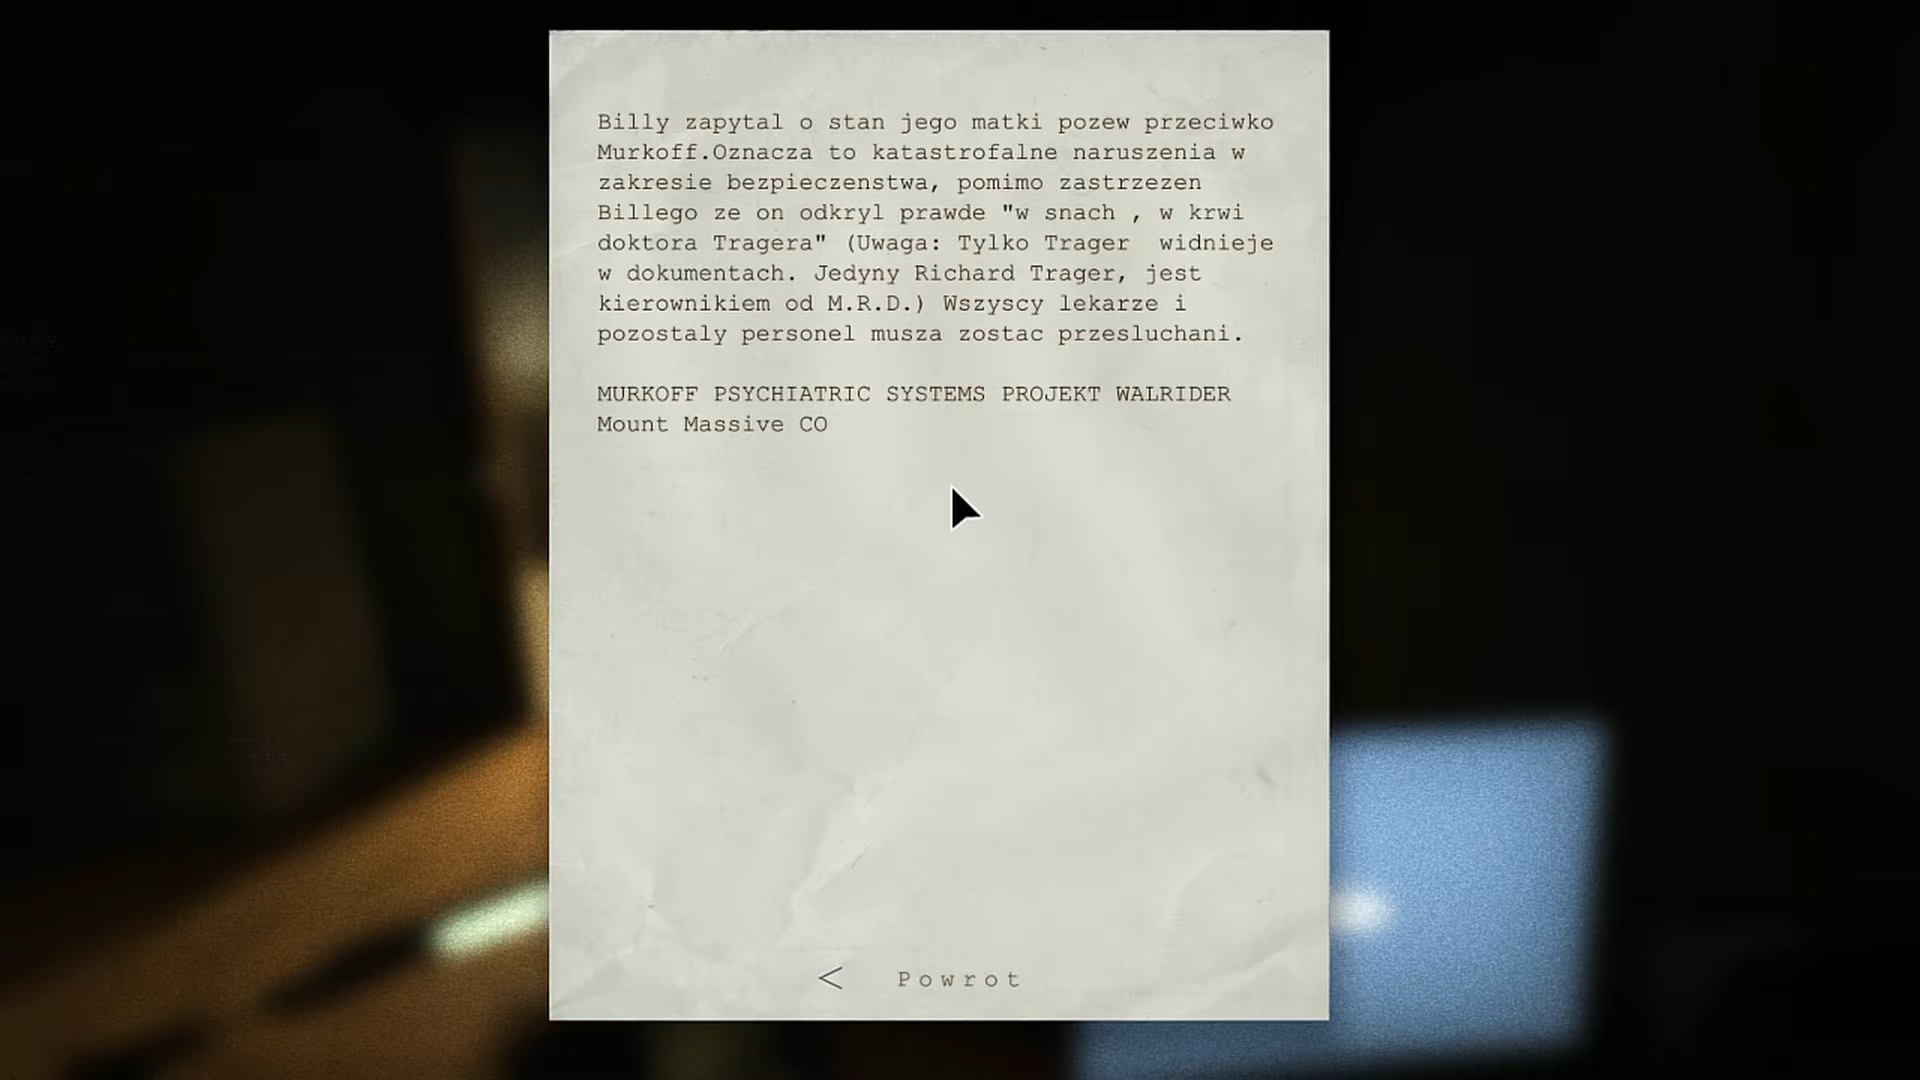 Billy zapytal o stan jego matki pozew przeciwko
Murkoff.Oznacza to katastrofalne naruszenia w
zakresie bezpieczenstwa, pomimo zastrzezen
Billego ze on odkryl prawde "w snach , w krwi
doktora Tragera" (Uwaga: Tylko Trager  widnieje
w dokumentach. Jedyny Richard Trager, jest
kierownikiem od M.R.D.) Wszyscy lekarze i
pozostaly personel musza zostac przesluchani.
MURKOFF PSYCHIATRIC SYSTEMS PROJEKT WALRIDER
Mount Massive CO
< Powrot